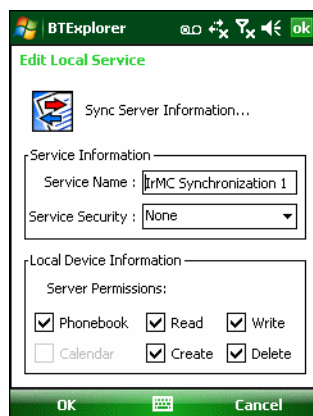 BTExplorer ok
Edit Local Service
Sync Server Information...
Service Information
Service Name : IrMC Synchronization 1
Service Security : None
Local Device Information
Server Permissions:
Phonebook Read Write
Calendar Create Delete
OK Cancel